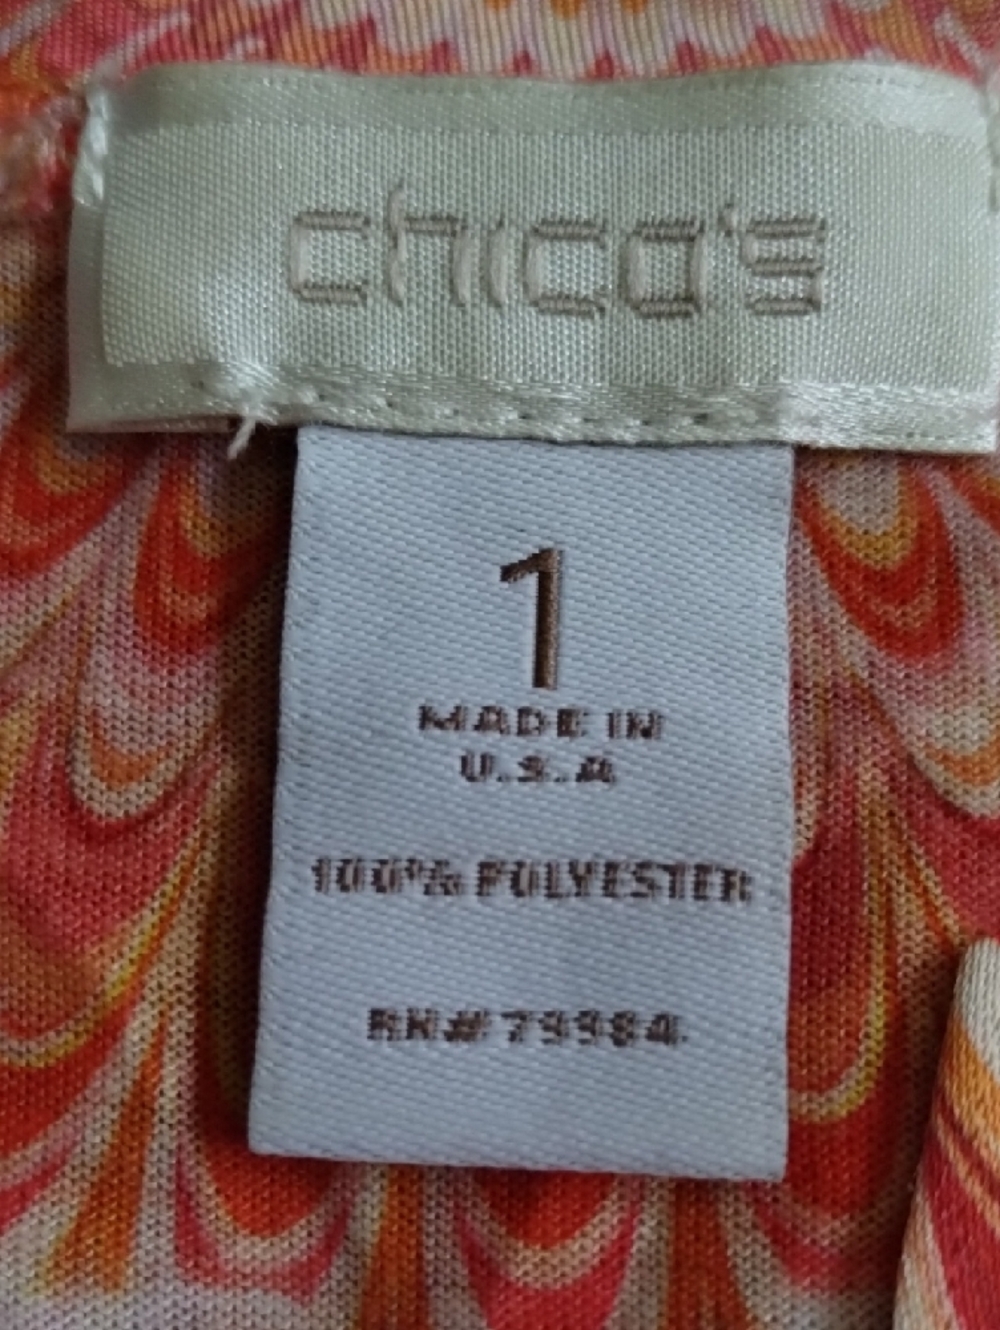 chico's
1
MADE IN
U.S.A
100% POLYESTER
RN# 79984